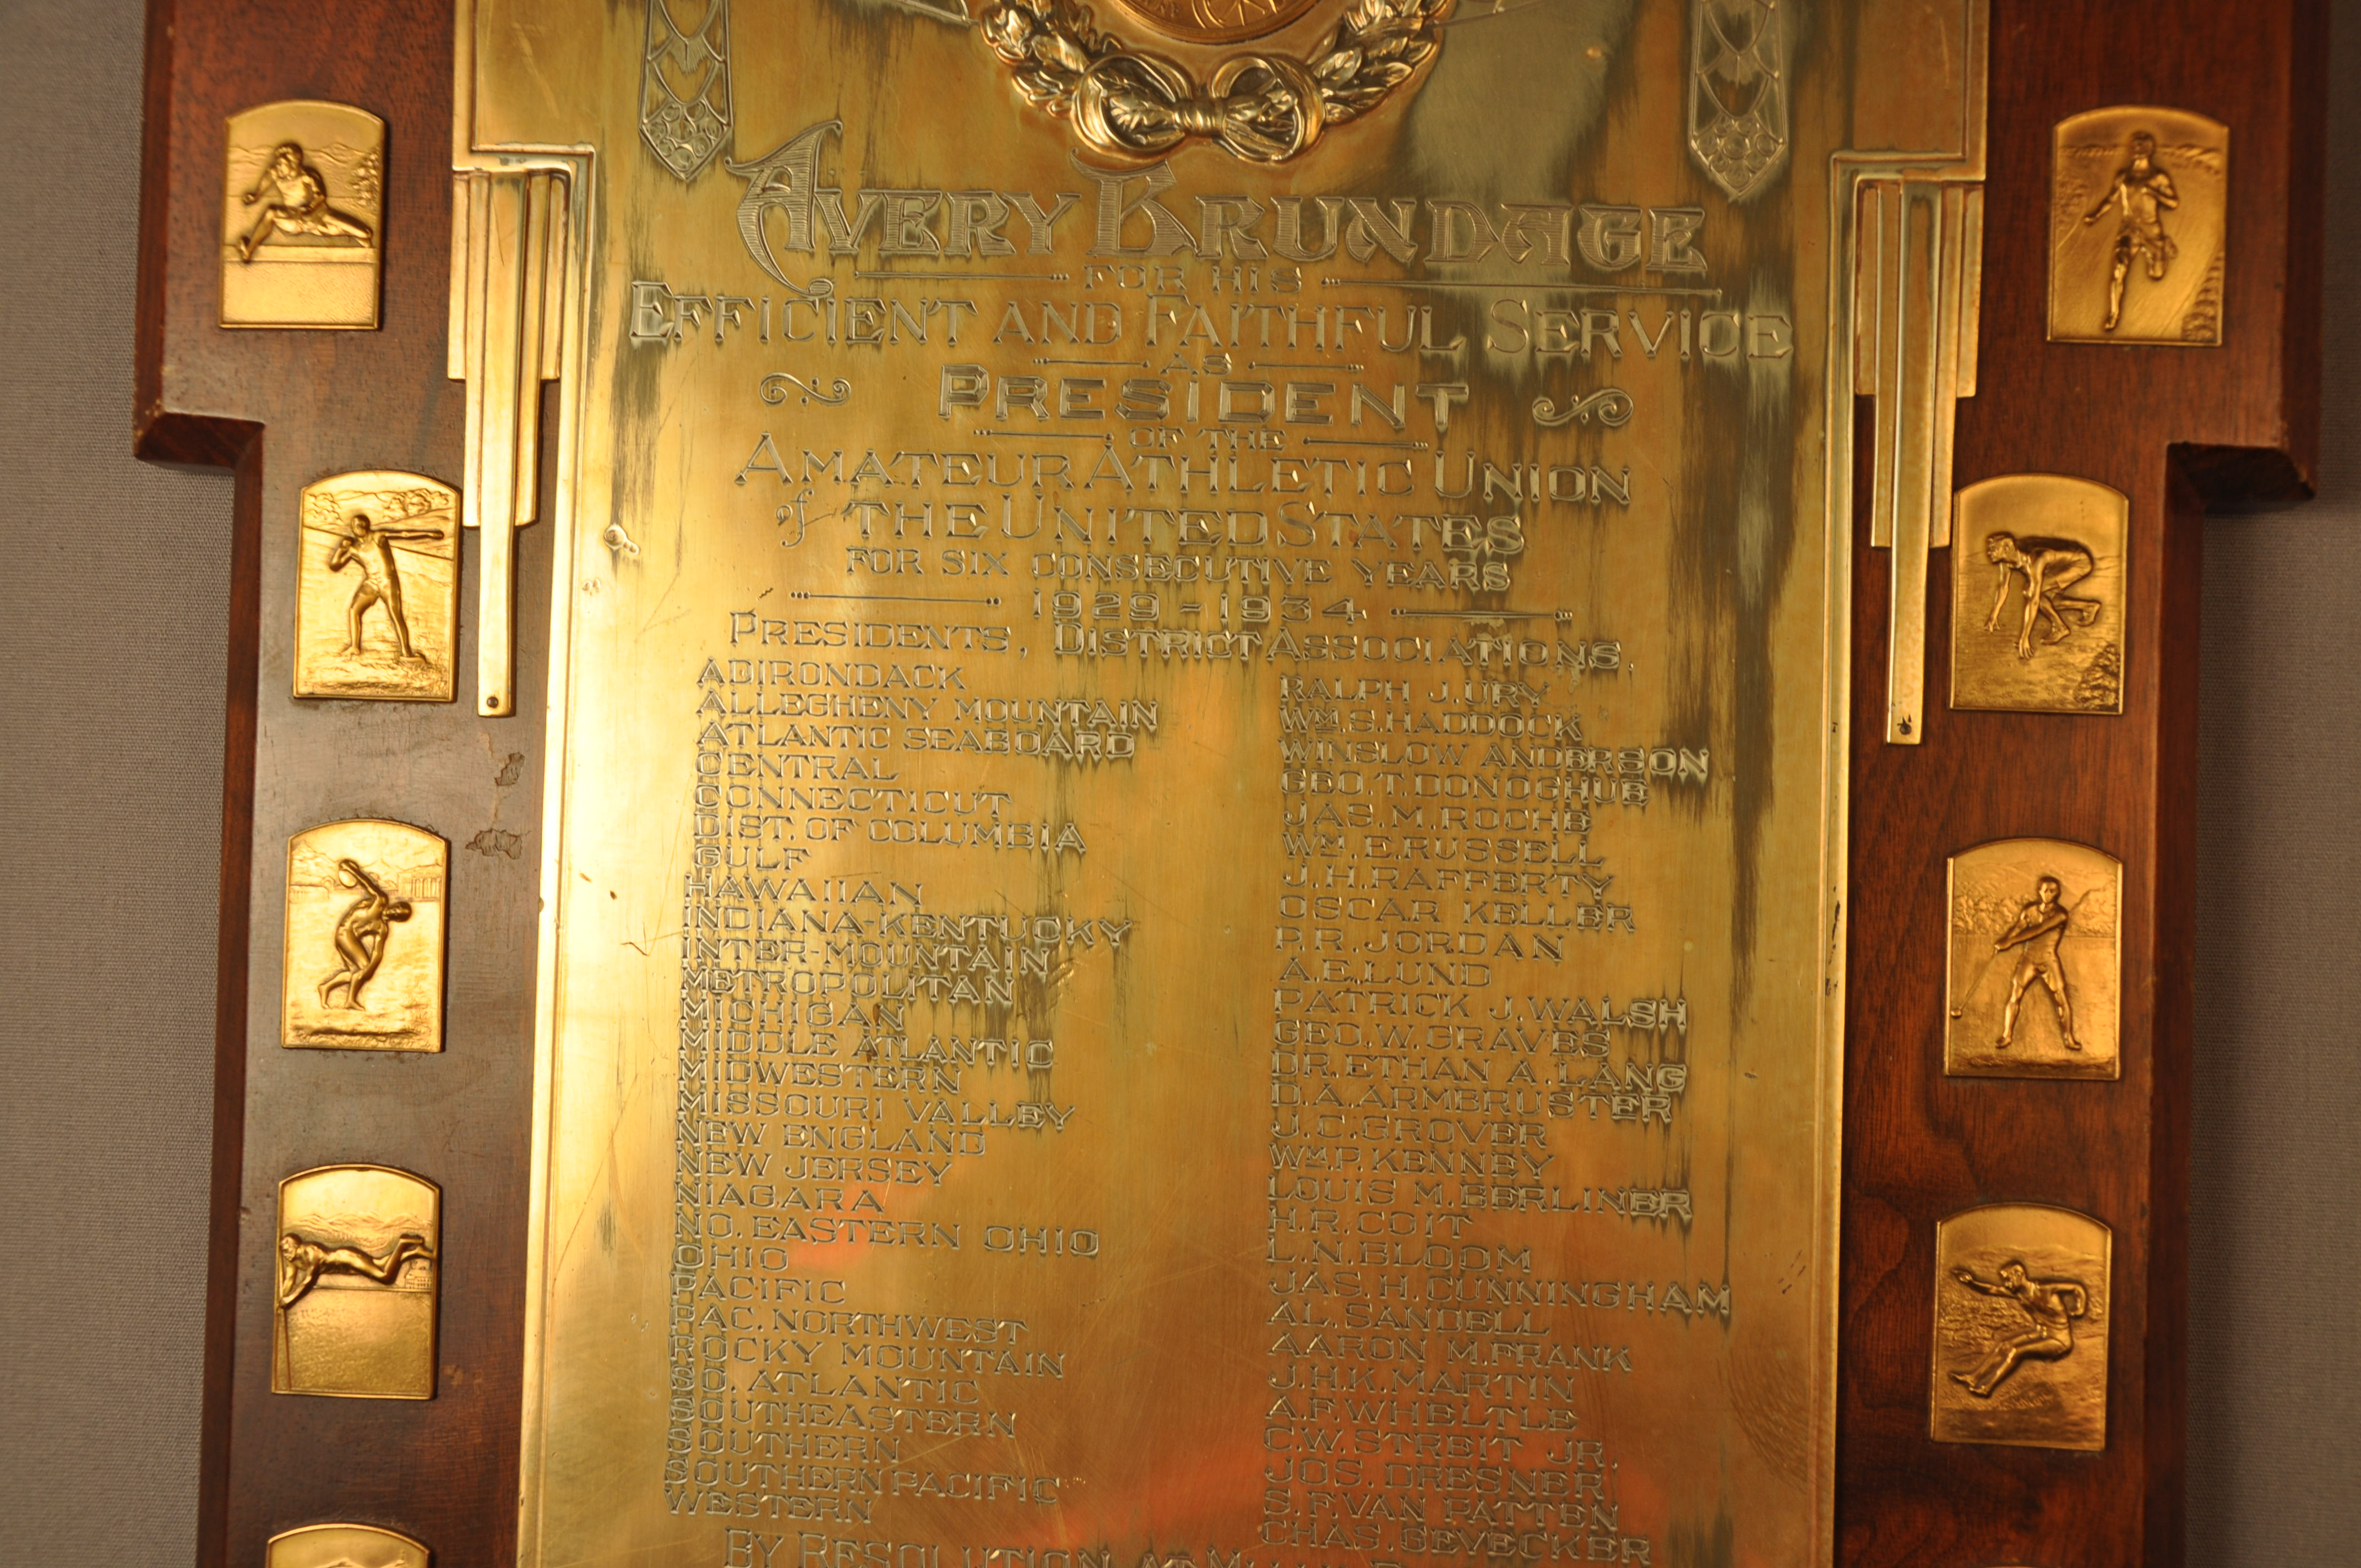 AVERY BRUNDAGE
FOR HIS
EFFICIENT AND FAITHFUL SERVICE
AS
PRESIDENT
OF THE
AMATEUR ATHLETIC UNION
of THE UNITED STATES
FOR SIX CONSECUTIVE YEARS
1929-1934
PRESIDENTS, DISTRICT ASSOCIATIONS.
ADIRONDACK RALPH J. URY
ALLEGHENY MOUNTAIN WM. S. HADDOCK
ATLANTIC SEABOARD WINSLOW ANDERSON
CENTRAL GEO. T. DONOGHUE
CONNECTICUT JAS. M. ROCHE
DIST. OF COLUMBIA WM. E. RUSSELL
GULF J. H. RAFFERTY
HAWAIIAN OSCAR KELLER
INDIANA-KENTUCKY P. R. JORDAN
INTER-MOUNTAIN A. E. LUND
METROPOLITAN PATRICK J. WALSH
MICHIGAN GEO. W. GRAVES
MIDDLE ATLANTIC DR. ETHAN A. LANG
MIDWESTERN D. A. ARMBRUSTER
MISSOURI VALLEY J. C. GROVER
NEW ENGLAND WM. P. KENNEY
NEW JERSEY LOUIS M. BERLINER
NIAGARA H. R. COIT
NO. EASTERN OHIO L. N. BLOOM
OHIO JAS. H. CUNNINGHAM
PACIFIC AL. SANDELL
PAC. NORTHWEST AARON M. FRANK
ROCKY MOUNTAIN J. H. K. MARTIN
SO. ATLANTIC A. F. WHELTLE
SOUTHEASTERN C. W. STREIT JR.
SOUTHERN JOS. DRESNER
SOUTHERN PACIFIC S. F. VAN PATTEN
WESTERN CHAS. GEVECKER
BY RESOLUTION